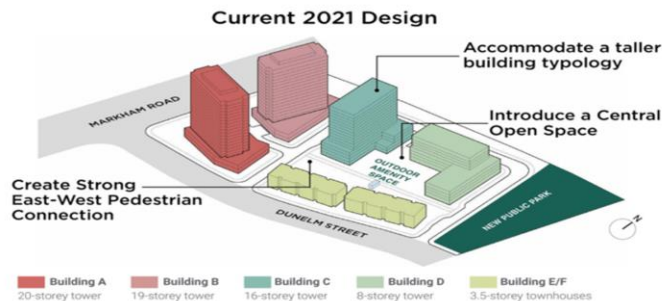 Current 2021 Design
Accommodate a taller
building typology
MARKHAM ROAD
Introduce a Central
Open Space
OUTDOOR
AMENITY
SPACE
Create Strong
East-West Pedestrian
Connection
DUNELM STREET
NEW PUBLIC PARK
N
Building A
20-storey tower
Building B
19-storey tower
Building C
16-storey tower
Building D
8-storey tower
Building E/F
3.5-storey townhouses